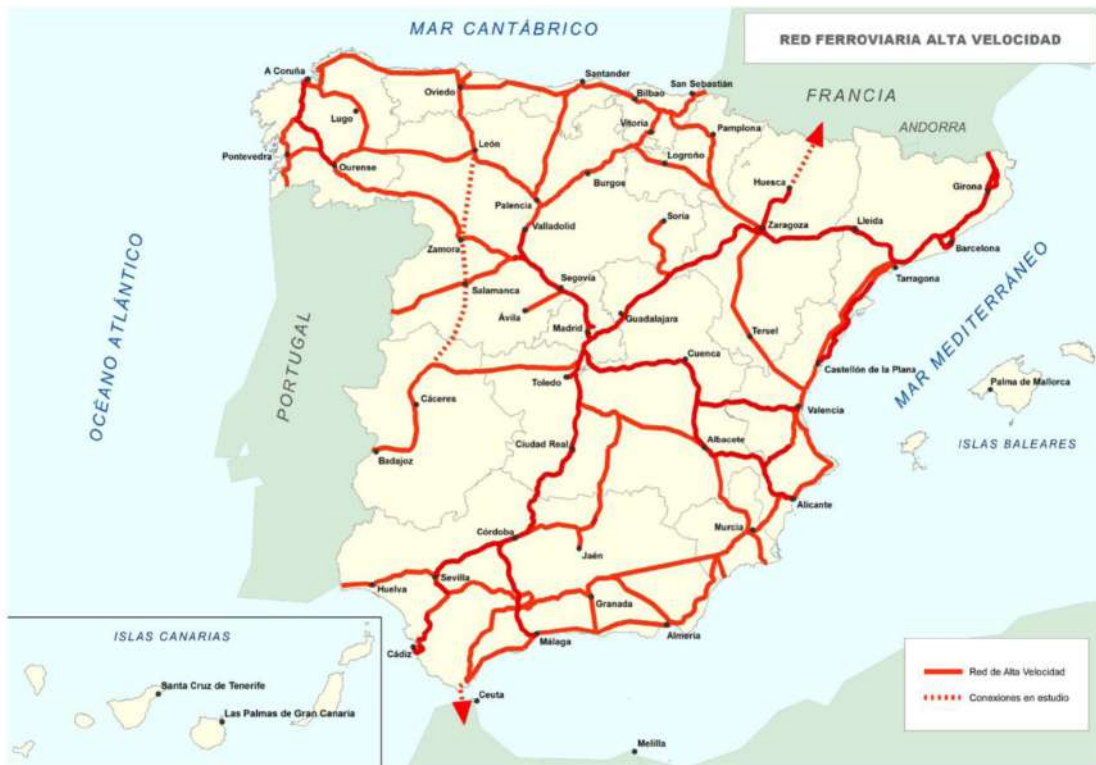 MAR CANTÁBRICO
RED FERROVIARIA ALTA VELOCIDAD
A Coruña
Santander
San Sebastián
FRANCIA
Oviedo
Bilbao
Lugo
Vitoria
Pamplona
ANDORRA
Pontevedra
León
Ourense
Logroño
Burgos
Huesca
Girona
Palencia
Soria
Valladolid
Zaragoza
Lleida
Zamora
Barcelona
OCÉANO ATLÁNTICO
Segovía
Tarragona
Salamanca
Ávila
Guadalajara
Madrid
Teruel
MAR MEDITERRÁNEO
PORTUGAL
Cuenca
Castellón de la Plana
Toledo
Palma de Mallorca
Cáceres
Valencia
Ciudad Real
Albacete
ISLAS BALEARES
Badajoz
Alicante
Murcia
Córdoba
Jaén
Sevilla
Huelva
Granada
Almería
Málaga
Cádiz
ISLAS CANARIAS
Red de Alta Velocidad
Santa Cruz de Tenerife
Ceuta
Conexiones en estudio
Las Palmas de Gran Canaria
Melilla